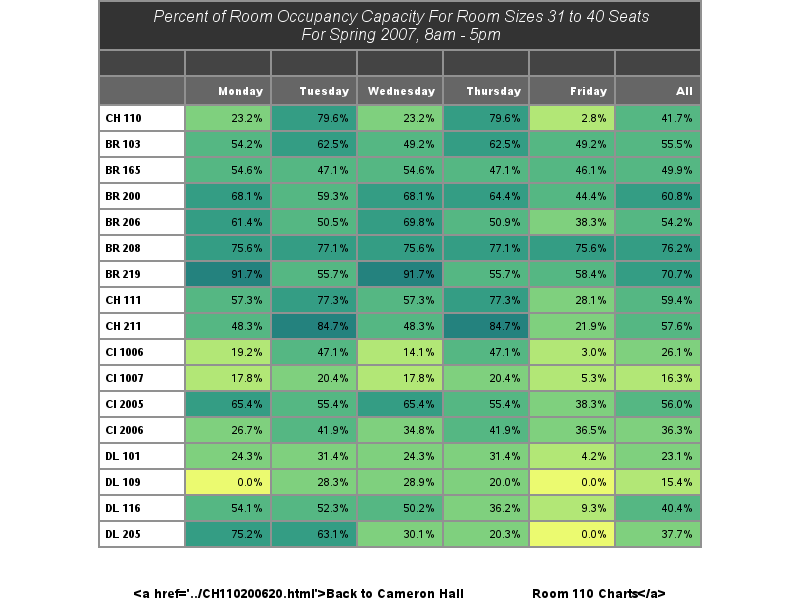 Percent of Room Occupancy Capacity For Room Sizes 31 to 40 Seats
For Spring 2007, 8am - 5pm
Monday Tuesday Wednesday Thursday Friday All
CH 110 23.2% 79.6% 23.2% 79.6% 2.8% 41.7%
BR 103 54.2% 62.5% 49.2% 62.5% 49.2% 55.5%
BR 165 54.6% 47.1% 54.6% 47.1% 46.1% 49.9%
BR 200 68.1% 59.3% 68.1% 64.4% 44.4% 60.8%
BR 206 61.4% 50.5% 69.8% 50.9% 38.3% 54.2%
BR 208 75.6% 77.1% 75.6% 77.1% 75.6% 76.2%
BR 219 91.7% 55.7% 91.7% 55.7% 58.4% 70.7%
CH 111 57.3% 77.3% 57.3% 77.3% 28.1% 59.4%
CH 211 48.3% 84.7% 48.3% 84.7% 21.9% 57.6%
CI 1006 19.2% 47.1% 14.1% 47.1% 3.0% 26.1%
CI 1007 17.8% 20.4% 17.8% 20.4% 5.3% 16.3%
CI 2005 65.4% 55.4% 65.4% 55.4% 38.3% 56.0%
CI 2006 26.7% 41.9% 34.8% 41.9% 36.5% 36.3%
DL 101 24.3% 31.4% 24.3% 31.4% 4.2% 23.1%
DL 109 0.0% 28.3% 28.9% 20.0% 0.0% 15.4%
DL 116 54.1% 52.3% 50.2% 36.2% 9.3% 40.4%
DL 205 75.2% 63.1% 30.1% 20.3% 0.0% 37.7%
<a href='../CH110200620.html'>Back to Cameron Hall Room 110 Charts</a>